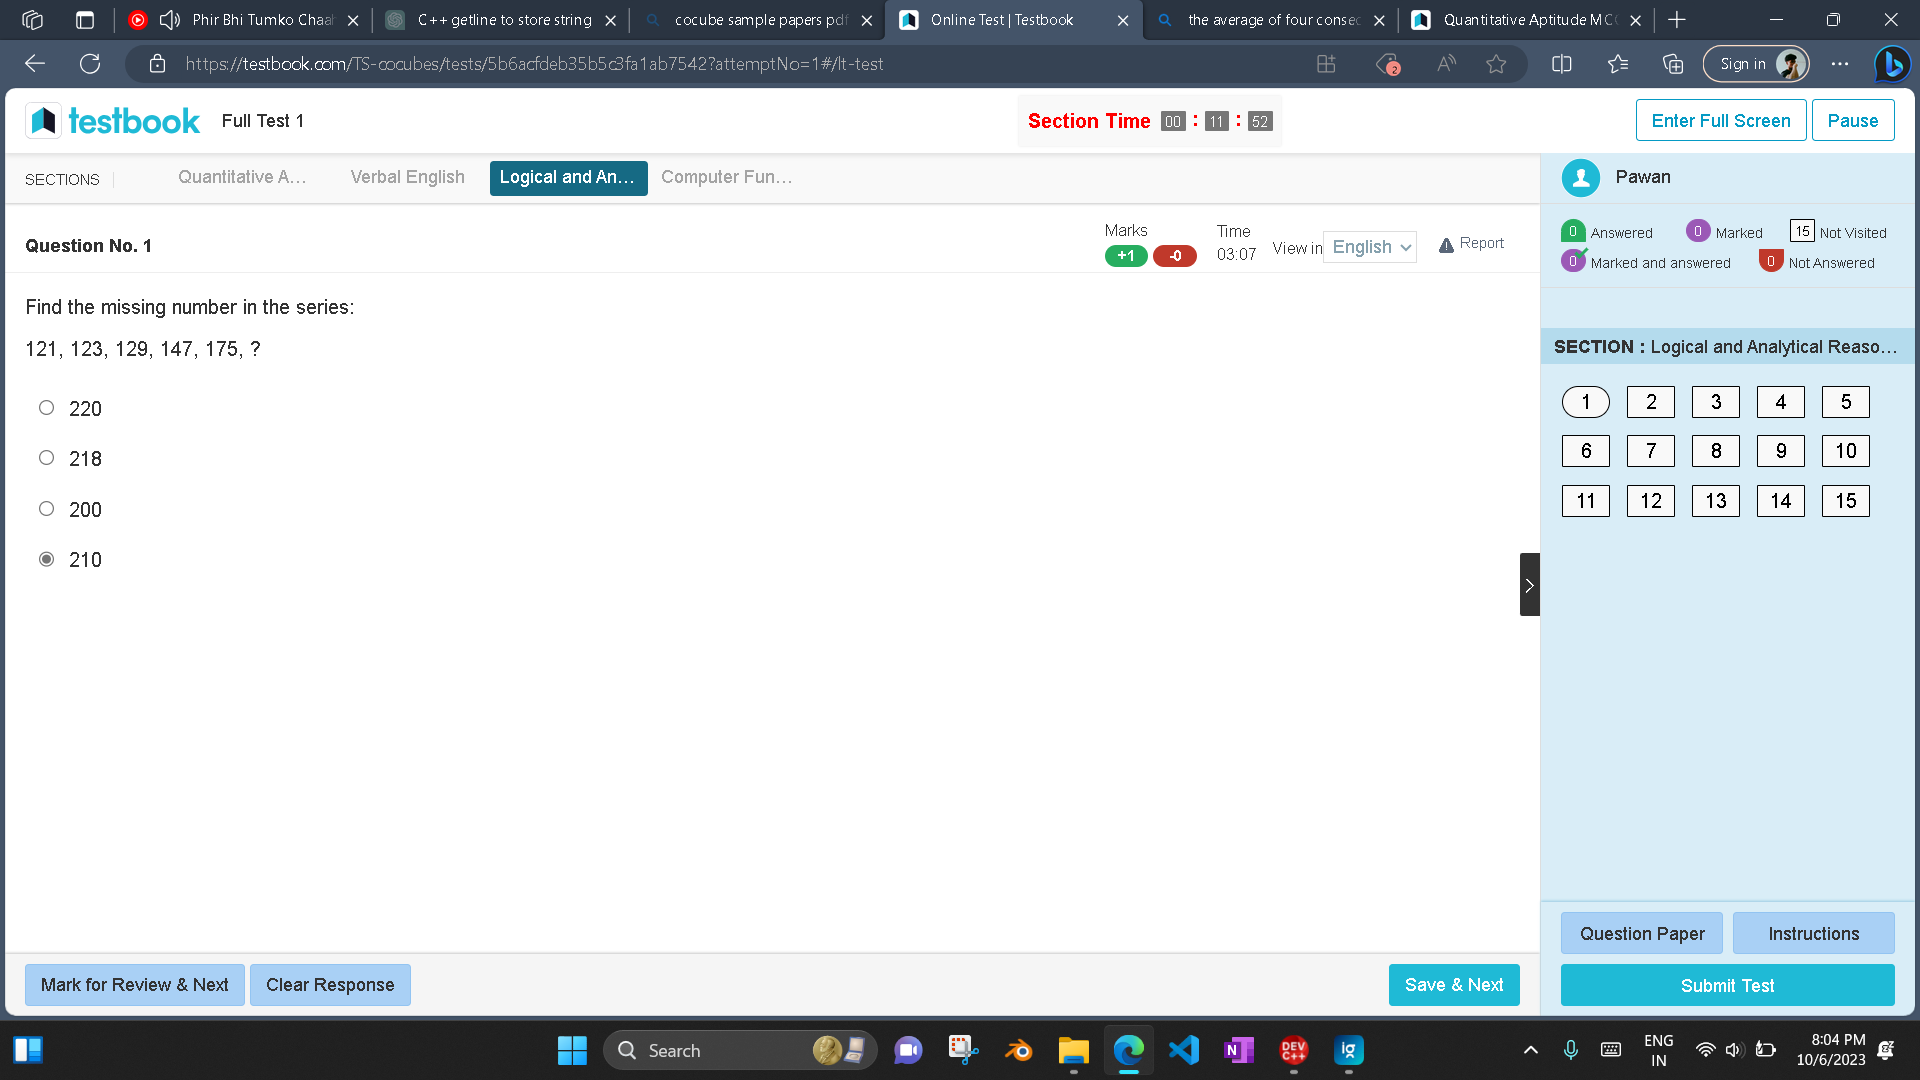 Phir Bhi Tumko Chaah
C++ getline to store string
cocube sample papers pdf
Online Test | Testbook
the average of four consec
Quantitative Aptitude MCQ
https://testbook.com/TS-cocubes/tests/5b6acfdeb35b5c3fa1ab7542?attemptNo=1#/lt-test
2
Sign in
testbook
Full Test 1
Section Time 00 : 11 : 52
Enter Full Screen
Pause
SECTIONS
Quantitative A...
Verbal English
Logical and An...
Computer Fun...
Pawan
Question No. 1
Marks
+1 -0
Time
03:07
View in English
Report
0 Answered
0 Marked
15 Not Visited
0 Marked and answered
0 Not Answered
Find the missing number in the series:
121, 123, 129, 147, 175, ?
220
218
200
210
SECTION : Logical and Analytical Reaso...
1 2 3 4 5
6 7 8 9 10
11 12 13 14 15
Question Paper
Instructions
Mark for Review & Next
Clear Response
Save & Next
Submit Test
Search
N
DEV
C++
ig
ENG
IN
8:04 PM
10/6/2023